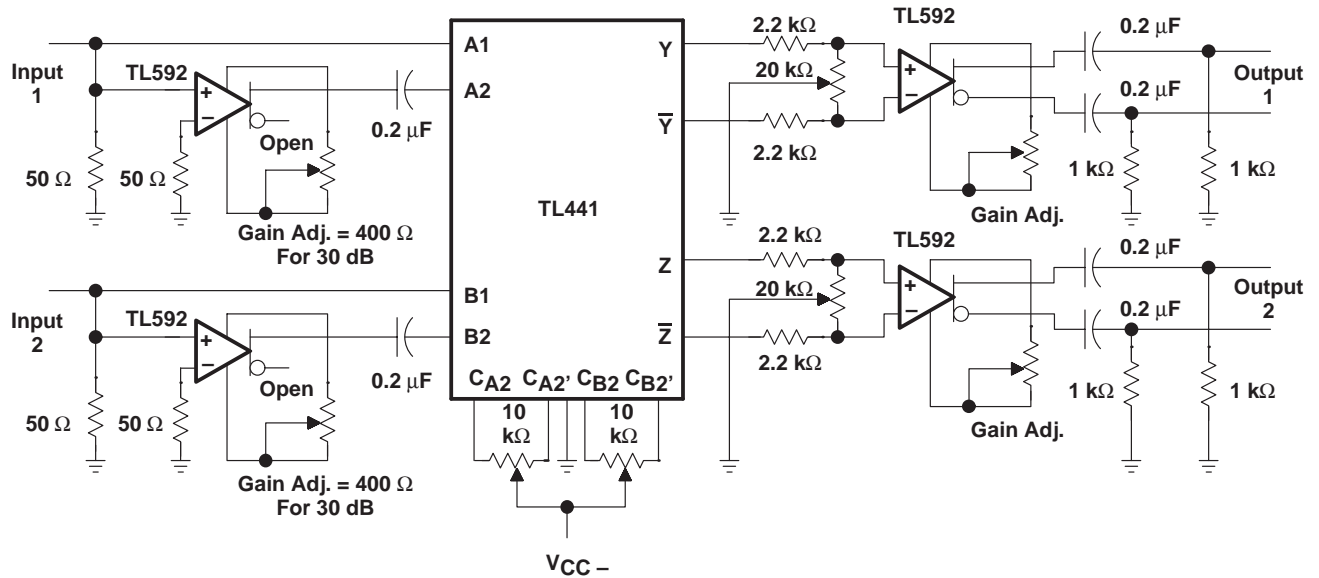 Input
1
TL592
+
−
Open
50 Ω
50 Ω
0.2 μF
Gain Adj. = 400 Ω
For 30 dB
Input
2
TL592
+
−
Open
50 Ω
50 Ω
0.2 μF
Gain Adj. = 400 Ω
For 30 dB
A1
A2
B1
B2
TL441
Y
Y̅
Z
Z̅
CA2 CA2' CB2 CB2'
10
kΩ
10
kΩ
VCC –
2.2 kΩ
20 kΩ
2.2 kΩ
TL592
+
−
Gain Adj.
0.2 μF
0.2 μF
1 kΩ
1 kΩ
Output
1
2.2 kΩ
20 kΩ
2.2 kΩ
TL592
+
−
Gain Adj.
0.2 μF
0.2 μF
1 kΩ
1 kΩ
Output
2